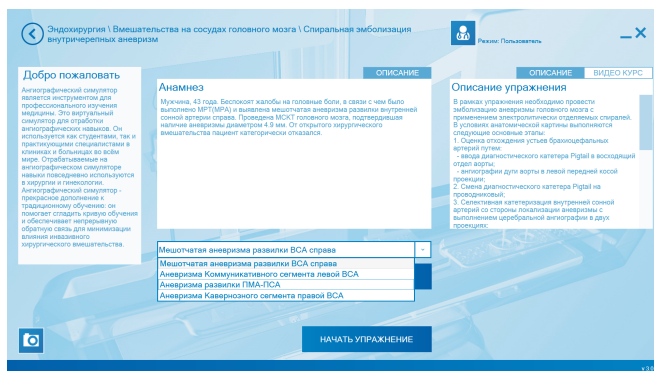 Эндохирургия \ Вмешательства на сосудах головного мозга \ Спиральная эмболизация
внутричерепных аневризм
Режим: Пользователь
Добро пожаловать
Ангиографический симулятор
является инструментом для
профессионального изучения
медицины. Это виртуальный
симулятор для отработки
ангиографических навыков. Он
используется как студентами, так и
практикующими специалистами в
клиниках и больницах во всём
мире. Отрабатываемые на
ангиографическом симуляторе
навыки повседневно используются
в хирургии и гинекологии.
Ангиографический симулятор -
прекрасное дополнение к
традиционному обучению: он
помогает сгладить кривую обучения
и обеспечивает непрерывную
обратную связь для минимизации
влияния инвазивного
хирургического вмешательства.
ОПИСАНИЕ
Анамнез
Мужчина, 43 года. Беспокоят жалобы на головные боли, в связи с чем было
выполнено МРТ(МРА) и выявлена мешотчатая аневризма развилки внутренней
сонной артерии справа. Проведена МСКТ головного мозга, подтвердившая
наличие аневризмы диаметром 4.9 мм. От открытого хирургического
вмешательства пациент категорически отказался.
Мешотчатая аневризма развилки ВСА справа
-
Мешотчатая аневризма развилки ВСА справа
Аневризма Коммуникативного сегмента левой ВСА
Аневризма развилки ПМА-ПСА
Аневризма Кавернозного сегмента правой ВСА
НАЧАТЬ УПРАЖНЕНИЕ
ОПИСАНИЕ
ВИДЕО КУРС
Описание упражнения
В рамках упражнения необходимо провести
эмболизацию аневризмы головного мозга с
применением электролитически отделяемых спиралей.
В условиях анатомической картины выполняются
следующие основные этапы:
1. Оценка отхождения устьев брахиоцефальных
артерий путем:
- ввода диагностического катетера Pigtail в восходящий
отдел аорты;
- ангиографии дуги аорты в левой передней косой
проекции;
2. Смена диагностического катетера Pigtail на
проводниковый;
3. Селективная катетеризация внутренней сонной
артерий со стороны локализации аневризмы с
выполнением церебральной ангиографии в двух
проекциях:
v 3.0